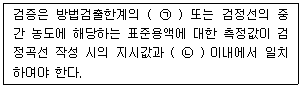 검증은 방법검출한계의 ( ㉠ ) 또는 검정선의 중
간 농도에 해당하는 표준용액에 대한 측정값이 검
정곡선 작성 시의 지시값과 ( ㉡ ) 이내에서 일치
하여야 한다.